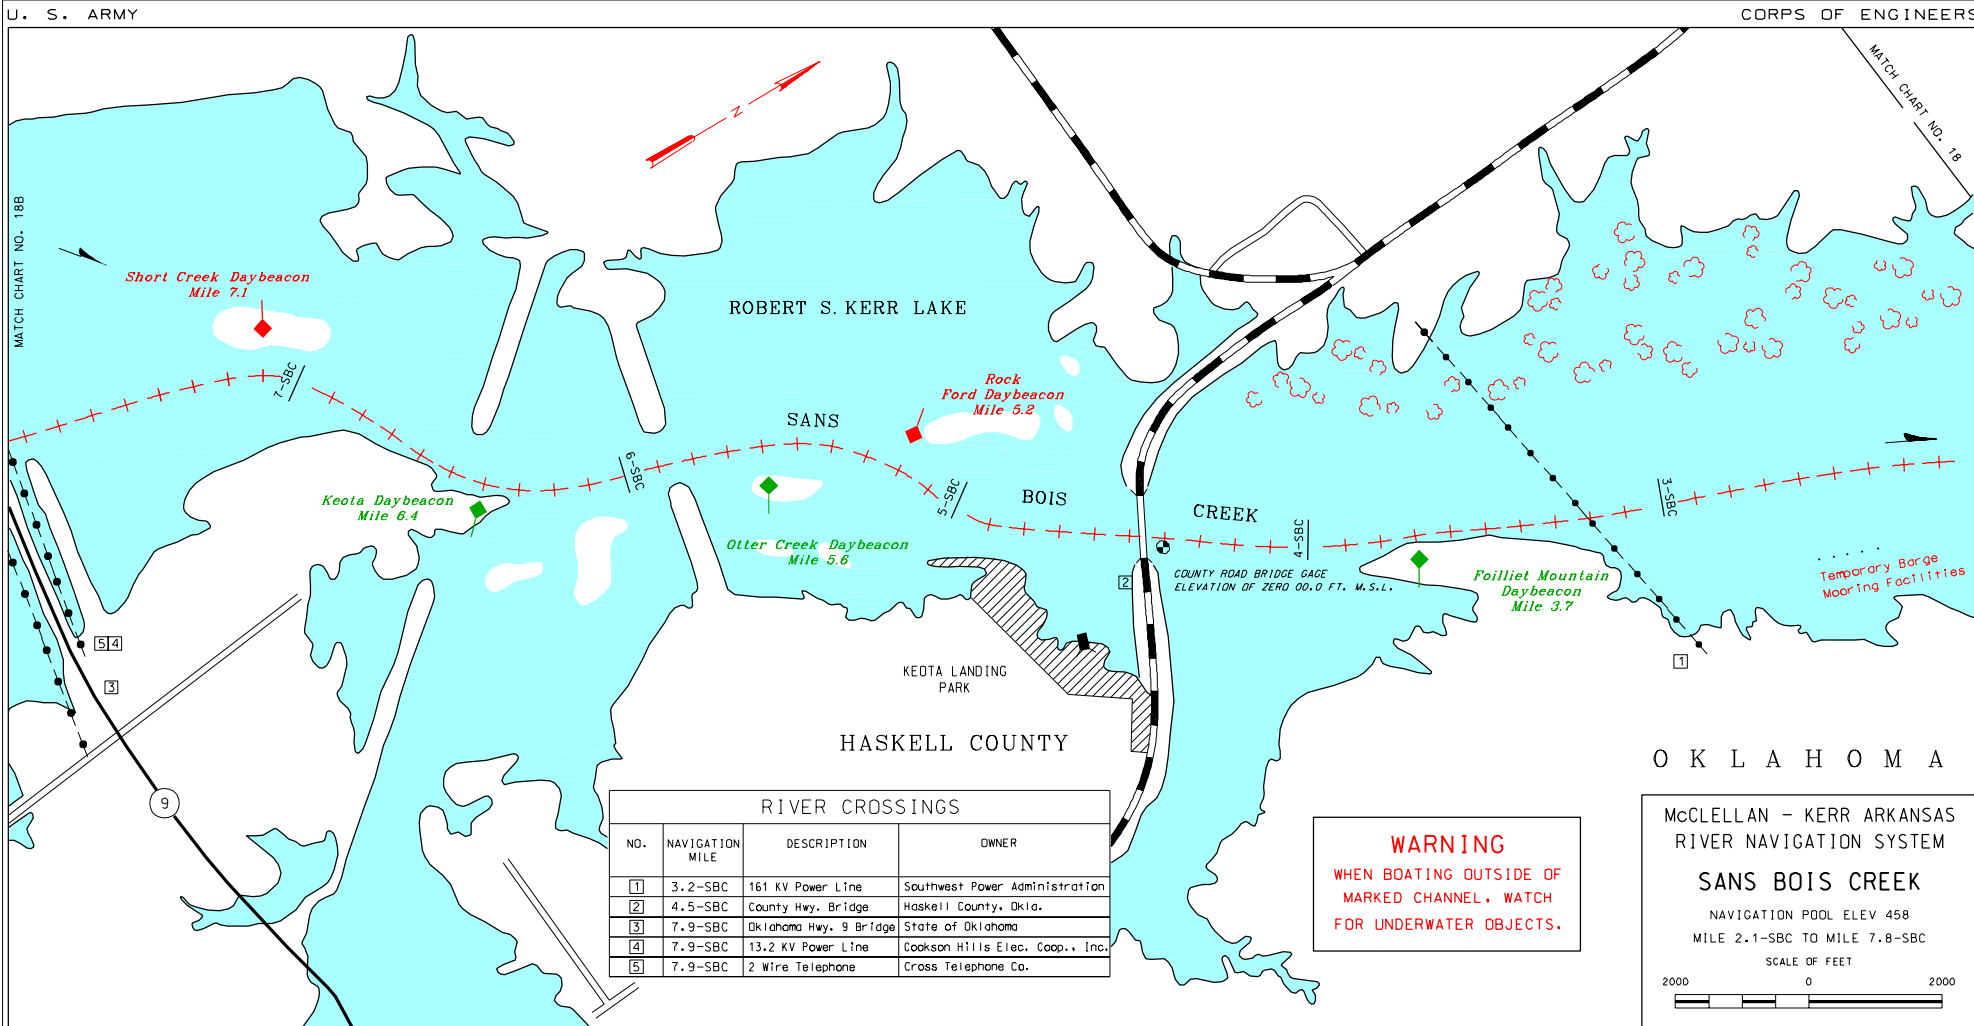 U. S. ARMY
CORPS OF ENGINEERS
MATCH CHART NO. 18
MATCH CHART NO. 18B
N
Short Creek Daybeacon
Mile 7.1
ROBERT S. KERR LAKE
7-SBC
Rock
Ford Daybeacon
Mile 5.2
SANS
6-SBC
Keota Daybeacon
Mile 6.4
5-SBC
BOIS
CREEK
3-SBC
4-SBC
Otter Creek Daybeacon
Mile 5.6
2
COUNTY ROAD BRIDGE GAGE
ELEVATION OF ZERO 00.0 FT. M.S.L.
Foilliet Mountain
Daybeacon
Mile 3.7
Temporary Barge
Mooring Facilities
5 4
3
1
KEOTA LANDING
PARK
HASKELL COUNTY
OKLAHOMA
9
RIVER CROSSINGS
NO. NAVIGATION MILE DESCRIPTION OWNER
1 3.2-SBC 161 KV Power Line Southwest Power Administration
2 4.5-SBC County Hwy. Bridge Haskell County, Okla.
3 7.9-SBC Oklahoma Hwy. 9 Bridge State of Oklahoma
4 7.9-SBC 13.2 KV Power Line Cookson Hills Elec. Coop., Inc.
5 7.9-SBC 2 Wire Telephone Cross Telephone Co.
WARNING
WHEN BOATING OUTSIDE OF
MARKED CHANNEL, WATCH
FOR UNDERWATER OBJECTS.
McCLELLAN - KERR ARKANSAS
RIVER NAVIGATION SYSTEM
SANS BOIS CREEK
NAVIGATION POOL ELEV 458
MILE 2.1-SBC TO MILE 7.8-SBC
SCALE OF FEET
2000 0 2000